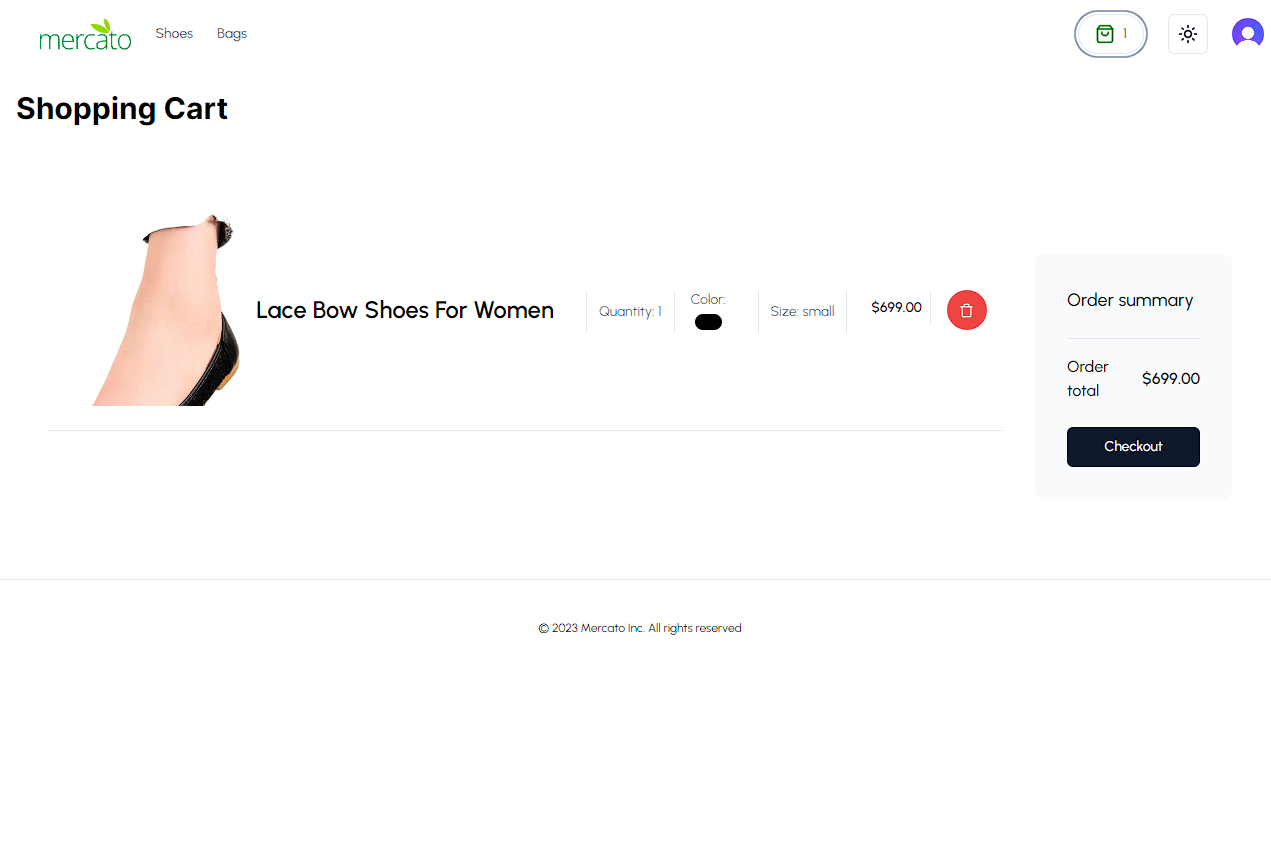 mercato
Shoes
Bags
1
Shopping Cart
Lace Bow Shoes For Women
Quantity: 1
Color:
Size: small
$699.00
Order summary
Order
total
$699.00
Checkout
© 2023 Mercato Inc. All rights reserved